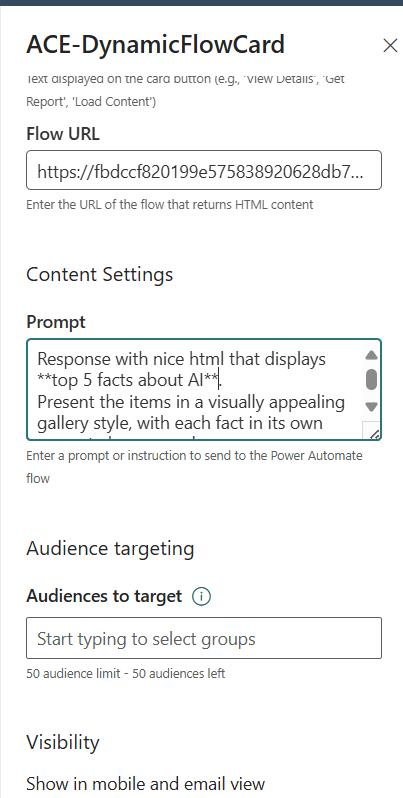 ACE-DynamicFlowCard
Text displayed on the card button (e.g., 'View Details', 'Get
Report', 'Load Content')
Flow URL
https://fbdccf820199e575838920628db7...
Enter the URL of the flow that returns HTML content
Content Settings
Prompt
Response with nice html that displays
**top 5 facts about AI**.
Present the items in a visually appealing
gallery style, with each fact in its own
Enter a prompt or instruction to send to the Power Automate
flow
Audience targeting
Audiences to target
Start typing to select groups
50 audience limit - 50 audiences left
Visibility
Show in mobile and email view